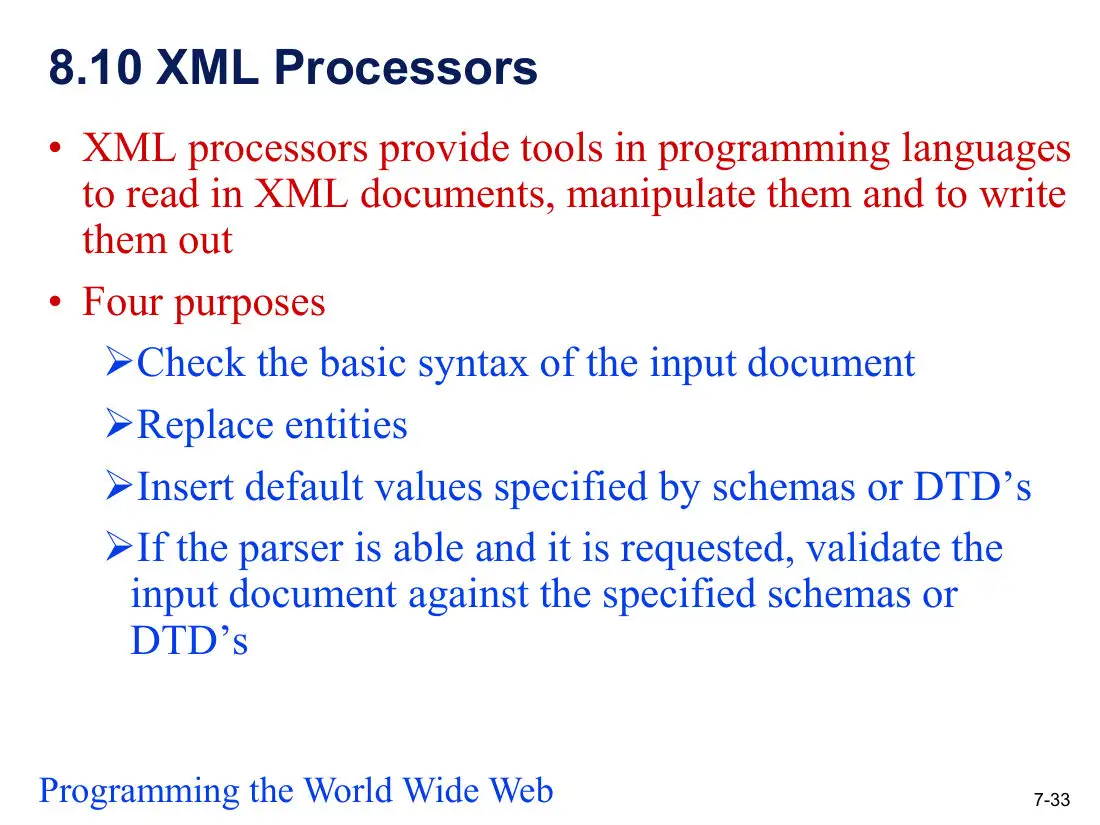 8.10 XML Processors
• XML processors provide tools in programming languages
to read in XML documents, manipulate them and to write
them out
• Four purposes
➢Check the basic syntax of the input document
➢Replace entities
➢Insert default values specified by schemas or DTD’s
➢If the parser is able and it is requested, validate the
input document against the specified schemas or
DTD’s
Programming the World Wide Web
7-33